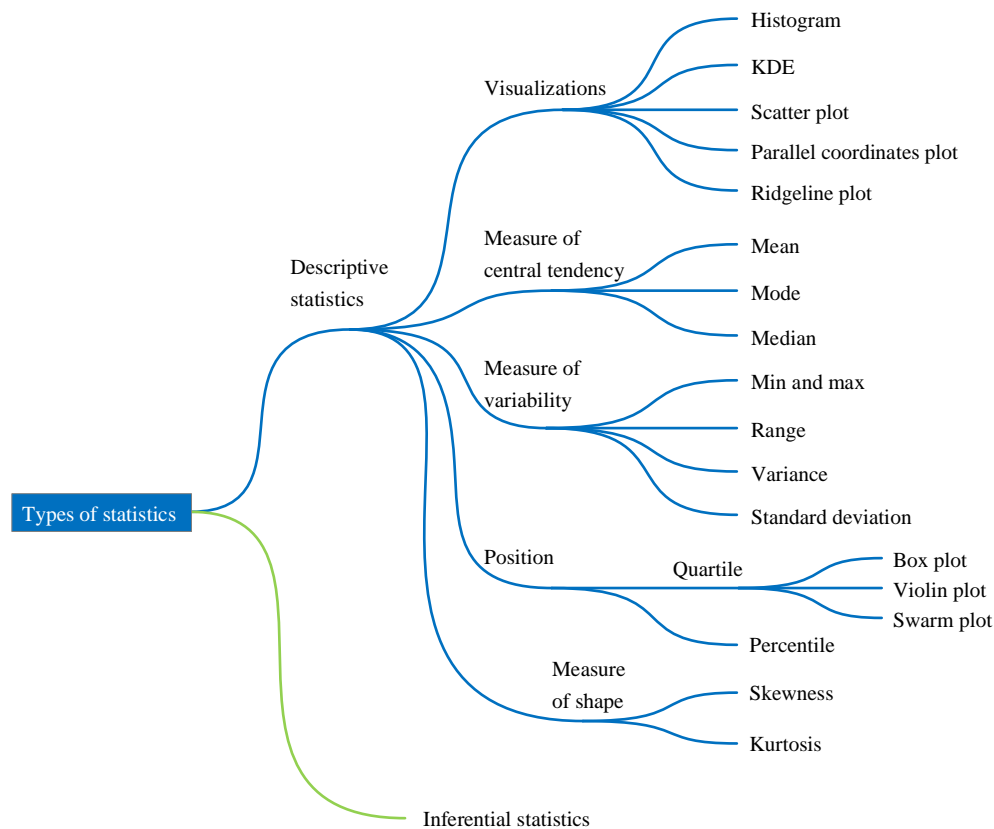 Types of statistics
Descriptive
statistics
Visualizations
Histogram
KDE
Scatter plot
Parallel coordinates plot
Ridgeline plot
Measure of
central tendency
Mean
Mode
Median
Measure of
variability
Min and max
Range
Variance
Standard deviation
Position
Quartile
Box plot
Violin plot
Swarm plot
Percentile
Measure
of shape
Skewness
Kurtosis
Inferential statistics